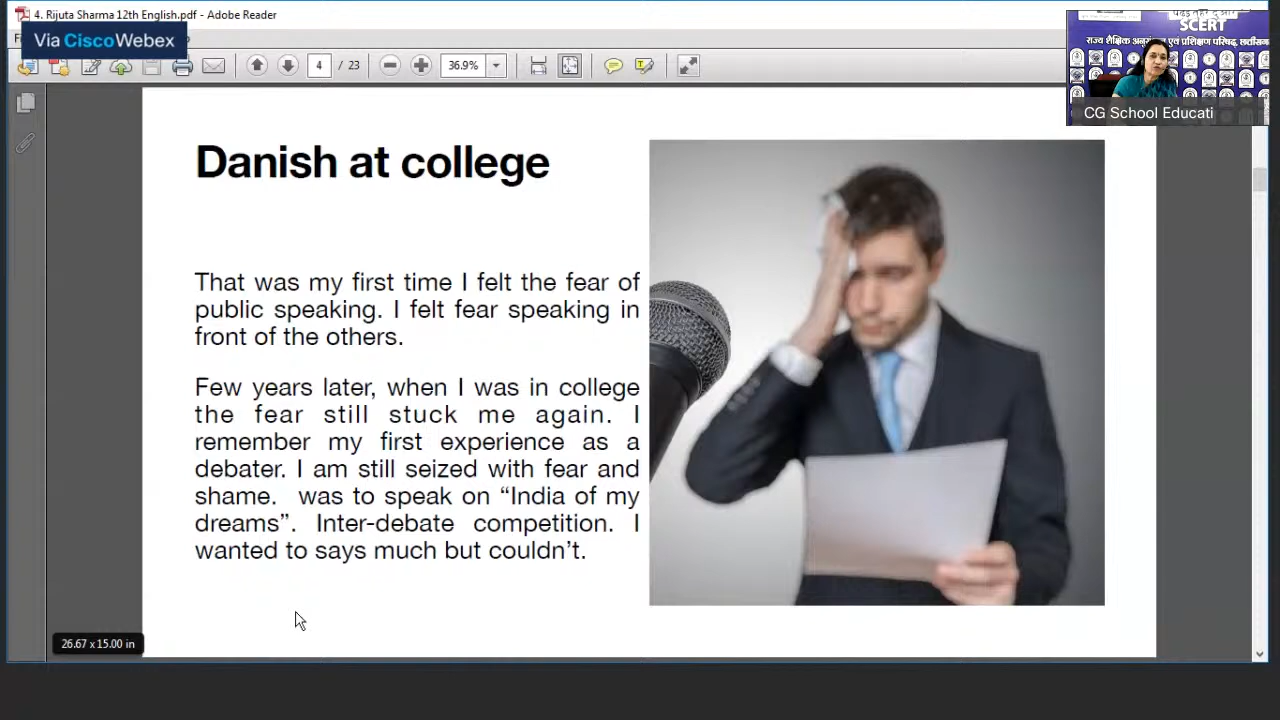 4. Rijuta Sharma 12th English.pdf - Adobe Reader
Via CiscoWebex
4 / 23
36.9%
SCERT
CG School Educati
Danish at college
That was my first time I felt the fear of
public speaking. I felt fear speaking in
front of the others.
Few years later, when I was in college
the fear still stuck me again. I
remember my first experience as a
debater. I am still seized with fear and
shame. was to speak on “India of my
dreams”. Inter-debate competition. I
wanted to says much but couldn’t.
26.67 x 15.00 in